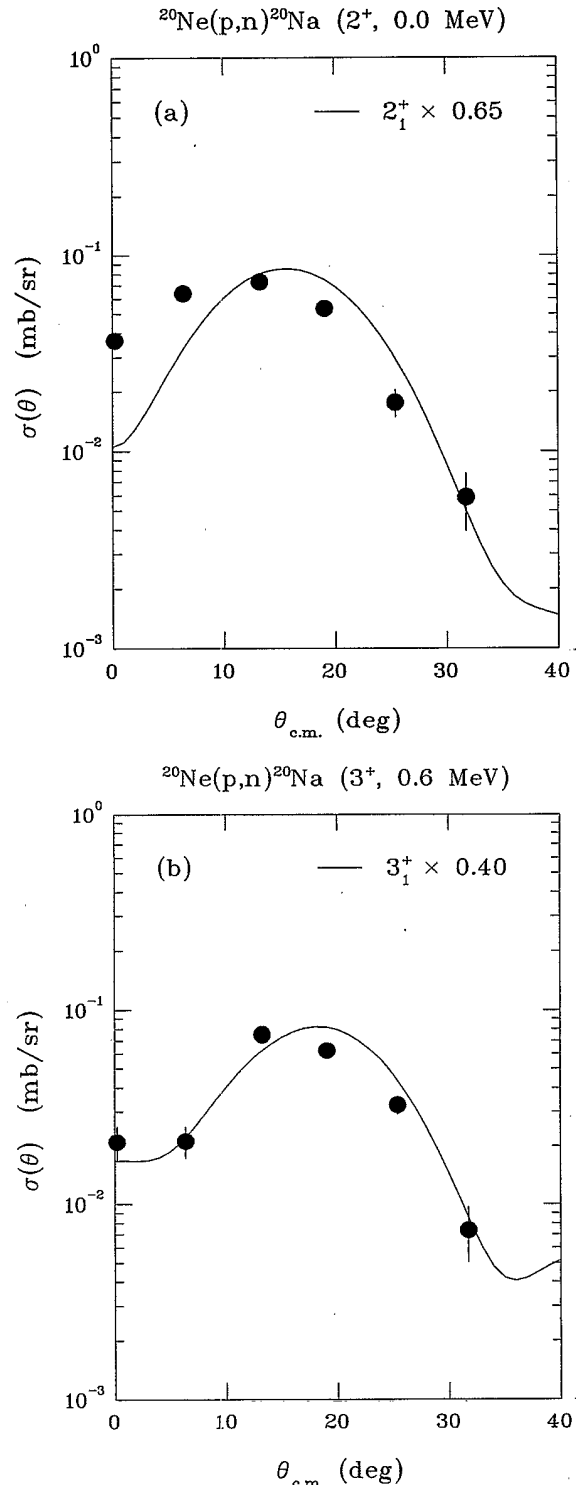 ²⁰Ne(p,n)²⁰Na (2⁺, 0.0 MeV)
10⁰
(a) — 2₁⁺ × 0.65
10⁻¹
σ(θ) (mb/sr)
10⁻²
10⁻³
0 10 20 30 40
θc.m. (deg)
²⁰Ne(p,n)²⁰Na (3⁺, 0.6 MeV)
10⁰
(b) — 3₁⁺ × 0.40
10⁻¹
σ(θ) (mb/sr)
10⁻²
10⁻³
0 10 20 30 40
θc.m. (deg)